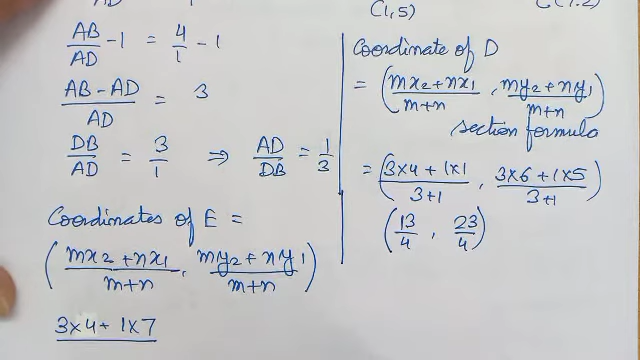 AD
AB/AD - 1 = 4/1 - 1
(AB - AD)/AD = 3
DB/AD = 3/1 ⇒ AD/DB = 1/3
Coordinates of E =
((mx2 + nx1)/(m+n), (my2 + ny1)/(m+n))
3×4 + 1×7
C(1,5)
Coordinate of D
= ((mx2 + nx1)/(m+n), (my2 + ny1)/(m+n))
section formula
= ((3×4 + 1×1)/(3+1), (3×6 + 1×5)/(3+1))
(13/4, 23/4)